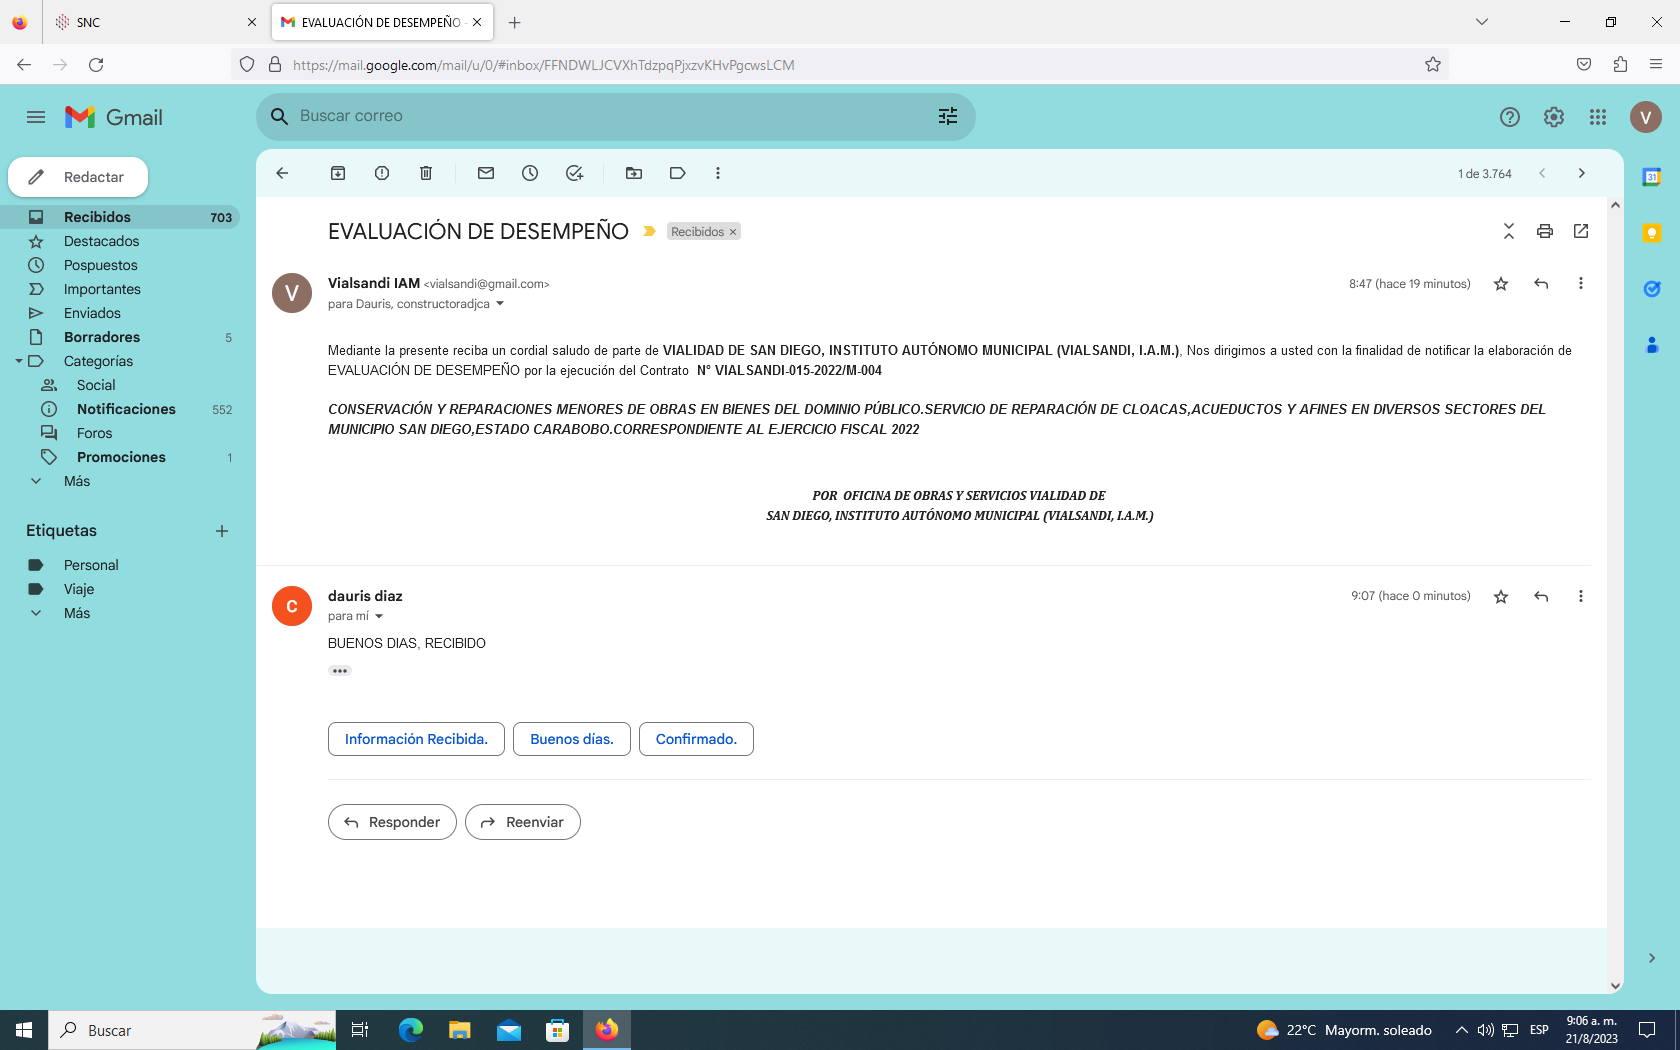 SNC
EVALUACIÓN DE DESEMPEÑO -
https://mail.google.com/mail/u/0/#inbox/FFNDWLJCVXhTdzpqPjxzvKHvPgcwsLCM
Gmail
Buscar correo
V
Redactar
1 de 3.764
31
Recibidos 703
Destacados
Pospuestos
Importantes
Enviados
Borradores 5
Categorías
Social
Notificaciones 552
Foros
Promociones 1
Más
Etiquetas
Personal
Viaje
Más
EVALUACIÓN DE DESEMPEÑO Recibidos ×
V
Vialsandi IAM <vialsandi@gmail.com> 8:47 (hace 19 minutos)
para Dauris, constructoradjca
Mediante la presente reciba un cordial saludo de parte de VIALIDAD DE SAN DIEGO, INSTITUTO AUTÓNOMO MUNICIPAL (VIALSANDI, I.A.M.), Nos dirigimos a usted con la finalidad de notificar la elaboración de
EVALUACIÓN DE DESEMPEÑO por la ejecución del Contrato N° VIALSANDI-015-2022/M-004
CONSERVACIÓN Y REPARACIONES MENORES DE OBRAS EN BIENES DEL DOMINIO PÚBLICO.SERVICIO DE REPARACIÓN DE CLOACAS,ACUEDUCTOS Y AFINES EN DIVERSOS SECTORES DEL
MUNICIPIO SAN DIEGO,ESTADO CARABOBO.CORRESPONDIENTE AL EJERCICIO FISCAL 2022
POR OFICINA DE OBRAS Y SERVICIOS VIALIDAD DE
SAN DIEGO, INSTITUTO AUTÓNOMO MUNICIPAL (VIALSANDI, I.A.M.)
C
dauris diaz 9:07 (hace 0 minutos)
para mí
BUENOS DIAS, RECIBIDO
Información Recibida. Buenos días. Confirmado.
Responder Reenviar
Buscar
22°C Mayorm. soleado
ESP
9:06 a. m.
21/8/2023